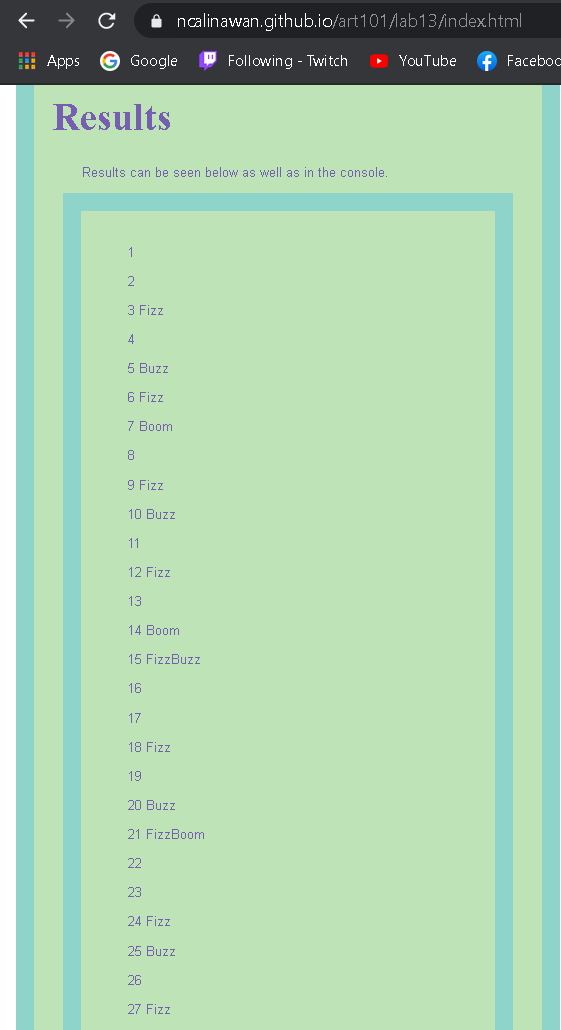 ncalinawan.github.io/art101/lab13/index.html
Apps Google Following - Twitch YouTube Faceboo
Results
Results can be seen below as well as in the console.
1
2
3 Fizz
4
5 Buzz
6 Fizz
7 Boom
8
9 Fizz
10 Buzz
11
12 Fizz
13
14 Boom
15 FizzBuzz
16
17
18 Fizz
19
20 Buzz
21 FizzBoom
22
23
24 Fizz
25 Buzz
26
27 Fizz